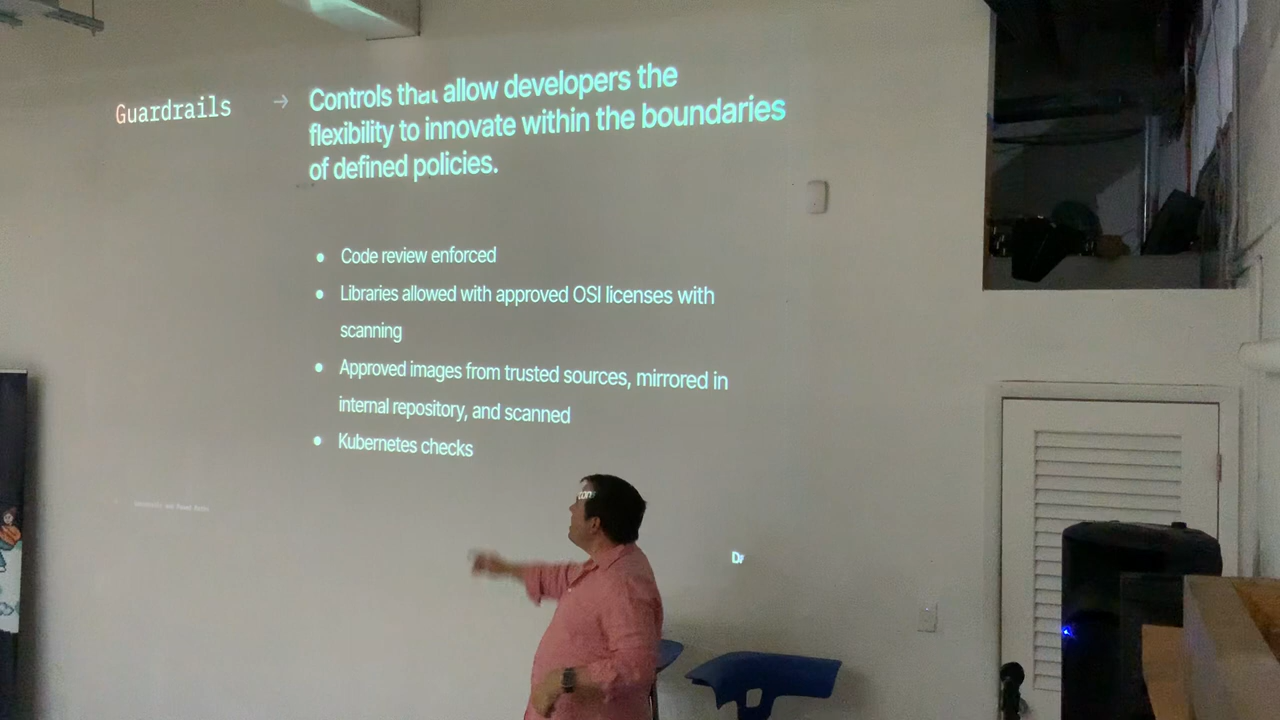 Guardrails → Controls that allow developers the
flexibility to innovate within the boundaries
of defined policies.
● Code review enforced
● Libraries allowed with approved OSI licenses with
scanning
● Approved images from trusted sources, mirrored in
internal repository, and scanned
● Kubernetes checks
con